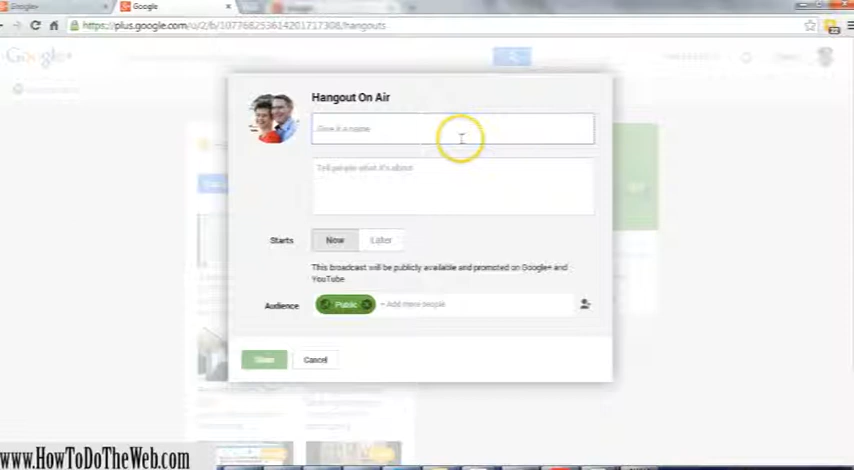 Google+
Google
https://plus.google.com/u/2/b/107768253614201717308/hangouts
Hangout On Air
Give it a name
Tell people what it's about
Starts
Now
Later
This broadcast will be publicly available and promoted on Google+ and
YouTube
Audience
Public
+ Add more people
Share
Cancel
www.HowToDoTheWeb.com